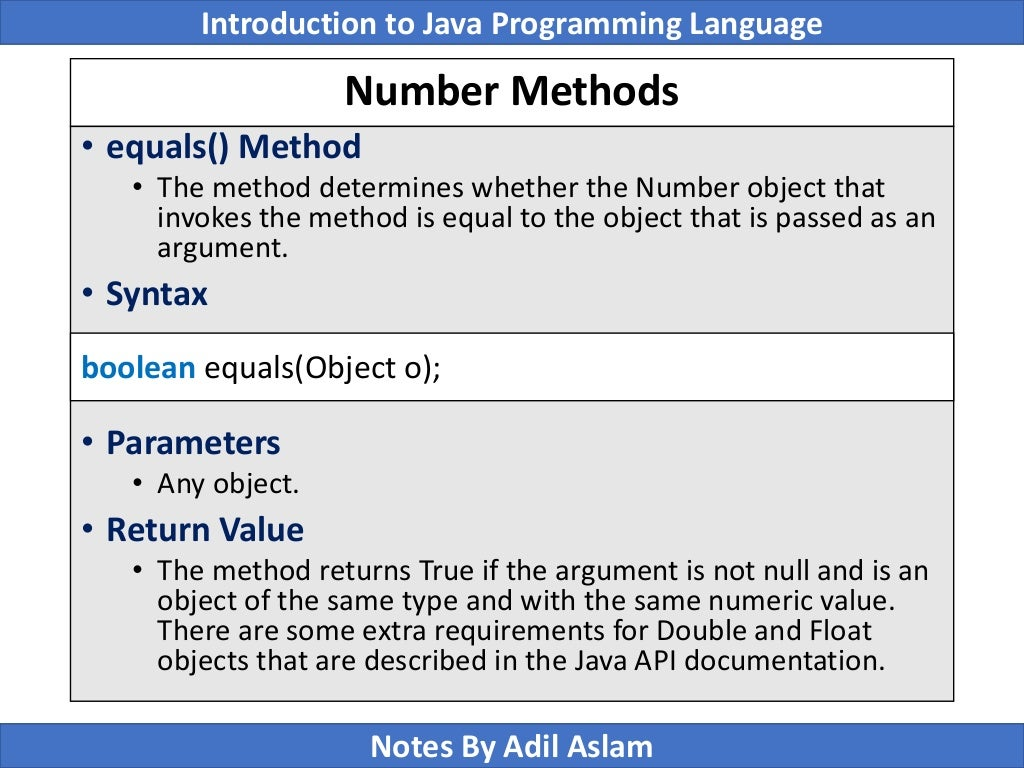 Introduction to Java Programming Language
Number Methods
• equals() Method
• The method determines whether the Number object that
invokes the method is equal to the object that is passed as an
argument.
• Syntax
boolean equals(Object o);
• Parameters
• Any object.
• Return Value
• The method returns True if the argument is not null and is an
object of the same type and with the same numeric value.
There are some extra requirements for Double and Float
objects that are described in the Java API documentation.
Notes By Adil Aslam